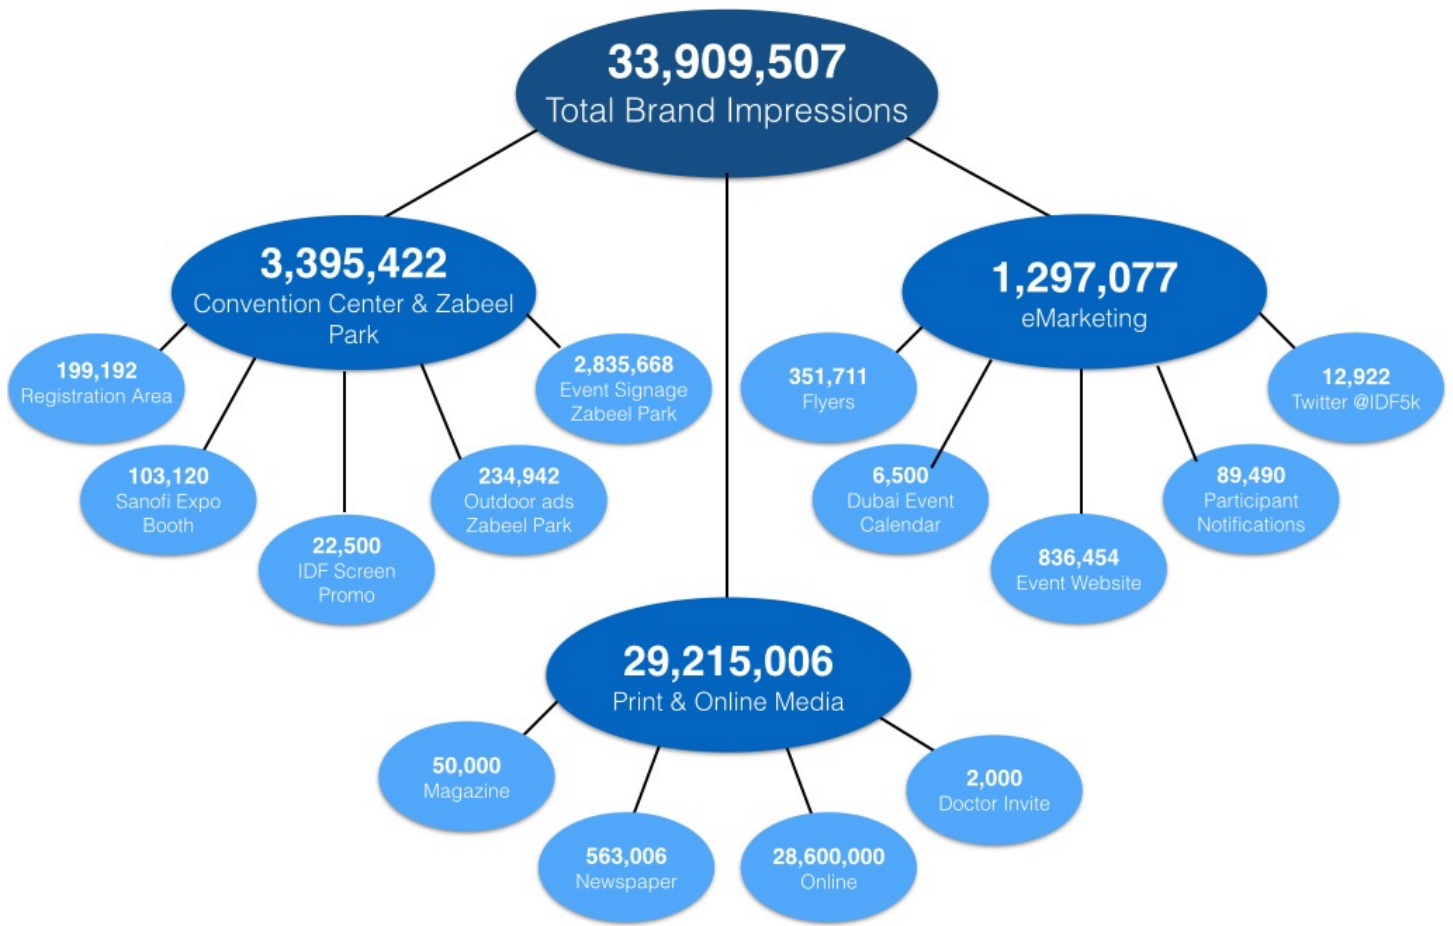 33,909,507
Total Brand Impressions
3,395,422
Convention Center & Zabeel
Park
199,192
Registration Area
103,120
Sanofi Expo
Booth
22,500
IDF Screen
Promo
234,942
Outdoor ads
Zabeel Park
2,835,668
Event Signage
Zabeel Park
1,297,077
eMarketing
351,711
Flyers
6,500
Dubai Event
Calendar
836,454
Event Website
89,490
Participant
Notifications
12,922
Twitter @IDF5k
29,215,006
Print & Online Media
50,000
Magazine
563,006
Newspaper
28,600,000
Online
2,000
Doctor Invite